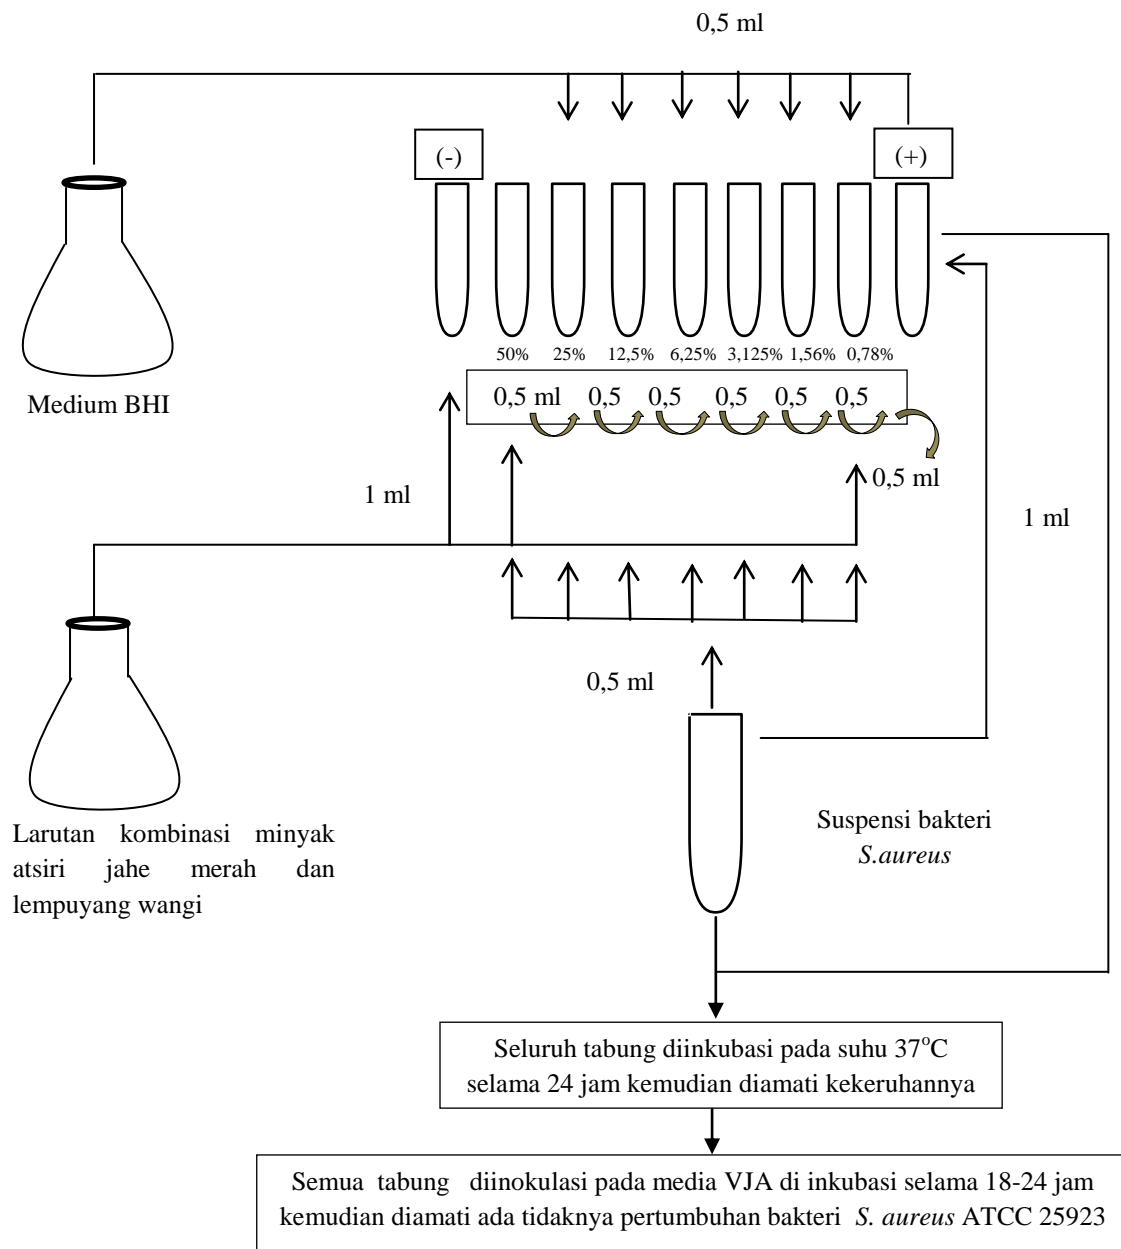 0,5 ml
(-) (+)
50% 25% 12,5% 6,25% 3,125% 1,56% 0,78%
0,5 ml 0,5 0,5 0,5 0,5 0,5
Medium BHI
0,5 ml
1 ml
1 ml
0,5 ml
Larutan kombinasi minyak
atsiri jahe merah dan
lempuyang wangi
Suspensi bakteri
S.aureus
Seluruh tabung diinkubasi pada suhu 37°C
selama 24 jam kemudian diamati kekeruhannya
Semua tabung diinokulasi pada media VJA di inkubasi selama 18-24 jam
kemudian diamati ada tidaknya pertumbuhan bakteri S. aureus ATCC 25923